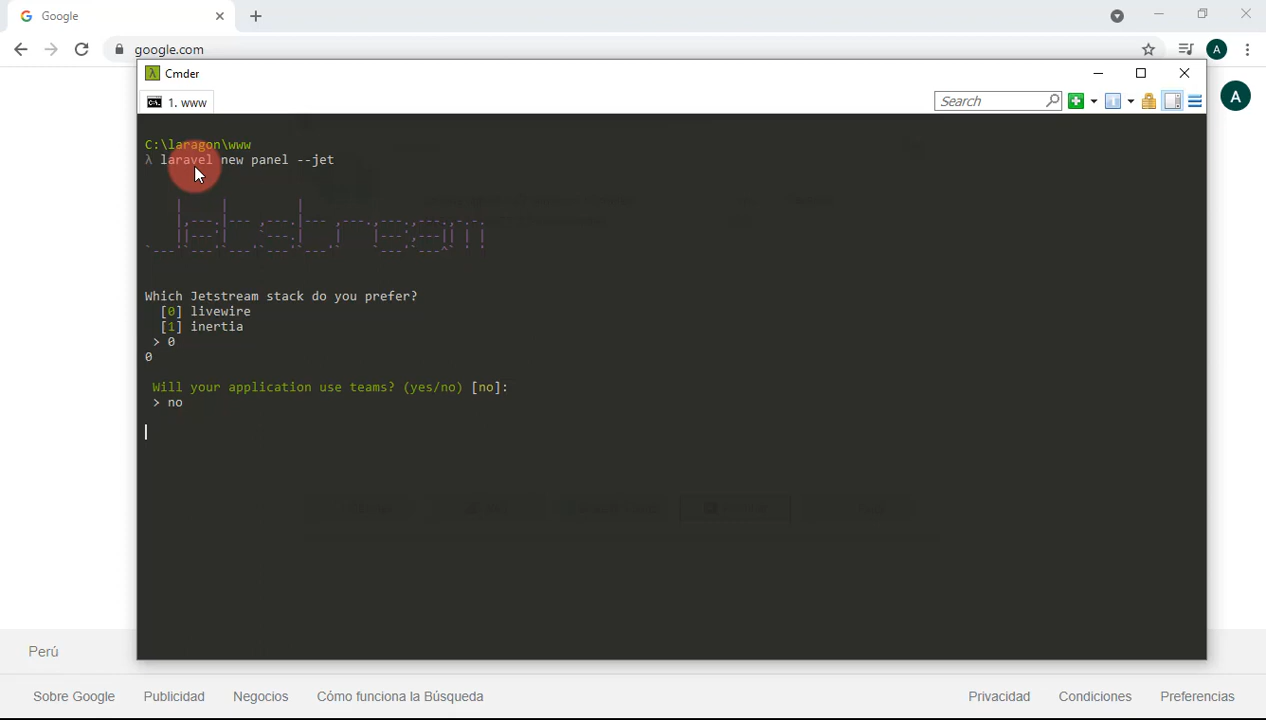 Google
google.com
A
Cmder
1. www
Search
A
C:\laragon\www
λ laravel new panel --jet
Jetstream
Which Jetstream stack do you prefer?
[0] livewire
[1] inertia
> 0
0
Will your application use teams? (yes/no) [no]:
> no
Perú
Sobre Google Publicidad Negocios Cómo funciona la Búsqueda Privacidad Condiciones Preferencias